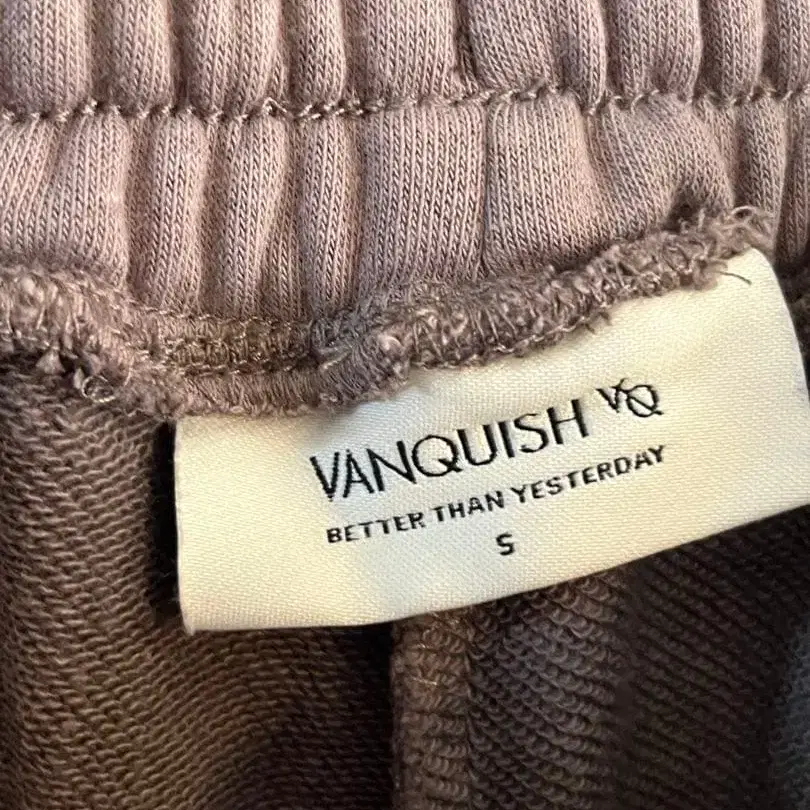 VANQUISH VQ
BETTER THAN YESTERDAY
S